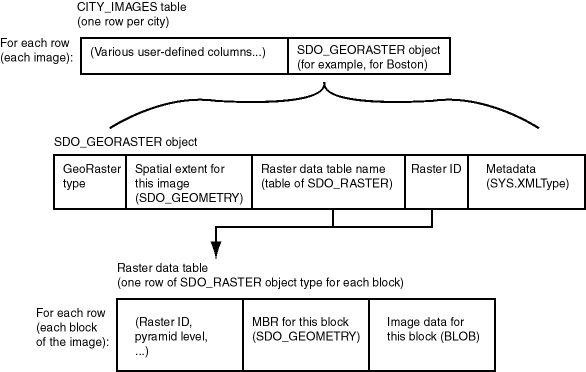 CITY_IMAGES table
(one row per city)
For each row
(each image):
(Various user-defined columns...)
SDO_GEORASTER object
(for example, for Boston)
SDO_GEORASTER object
GeoRaster
type
Spatial extent for
this image
(SDO_GEOMETRY)
Raster data table name
(table of SDO_RASTER)
Raster ID
Metadata
(SYS.XMLType)
Raster data table
(one row of SDO_RASTER object type for each block)
For each row
(each block
of the image):
(Raster ID,
pyramid level,
...)
MBR for this block
(SDO_GEOMETRY)
Image data for
this block (BLOB)